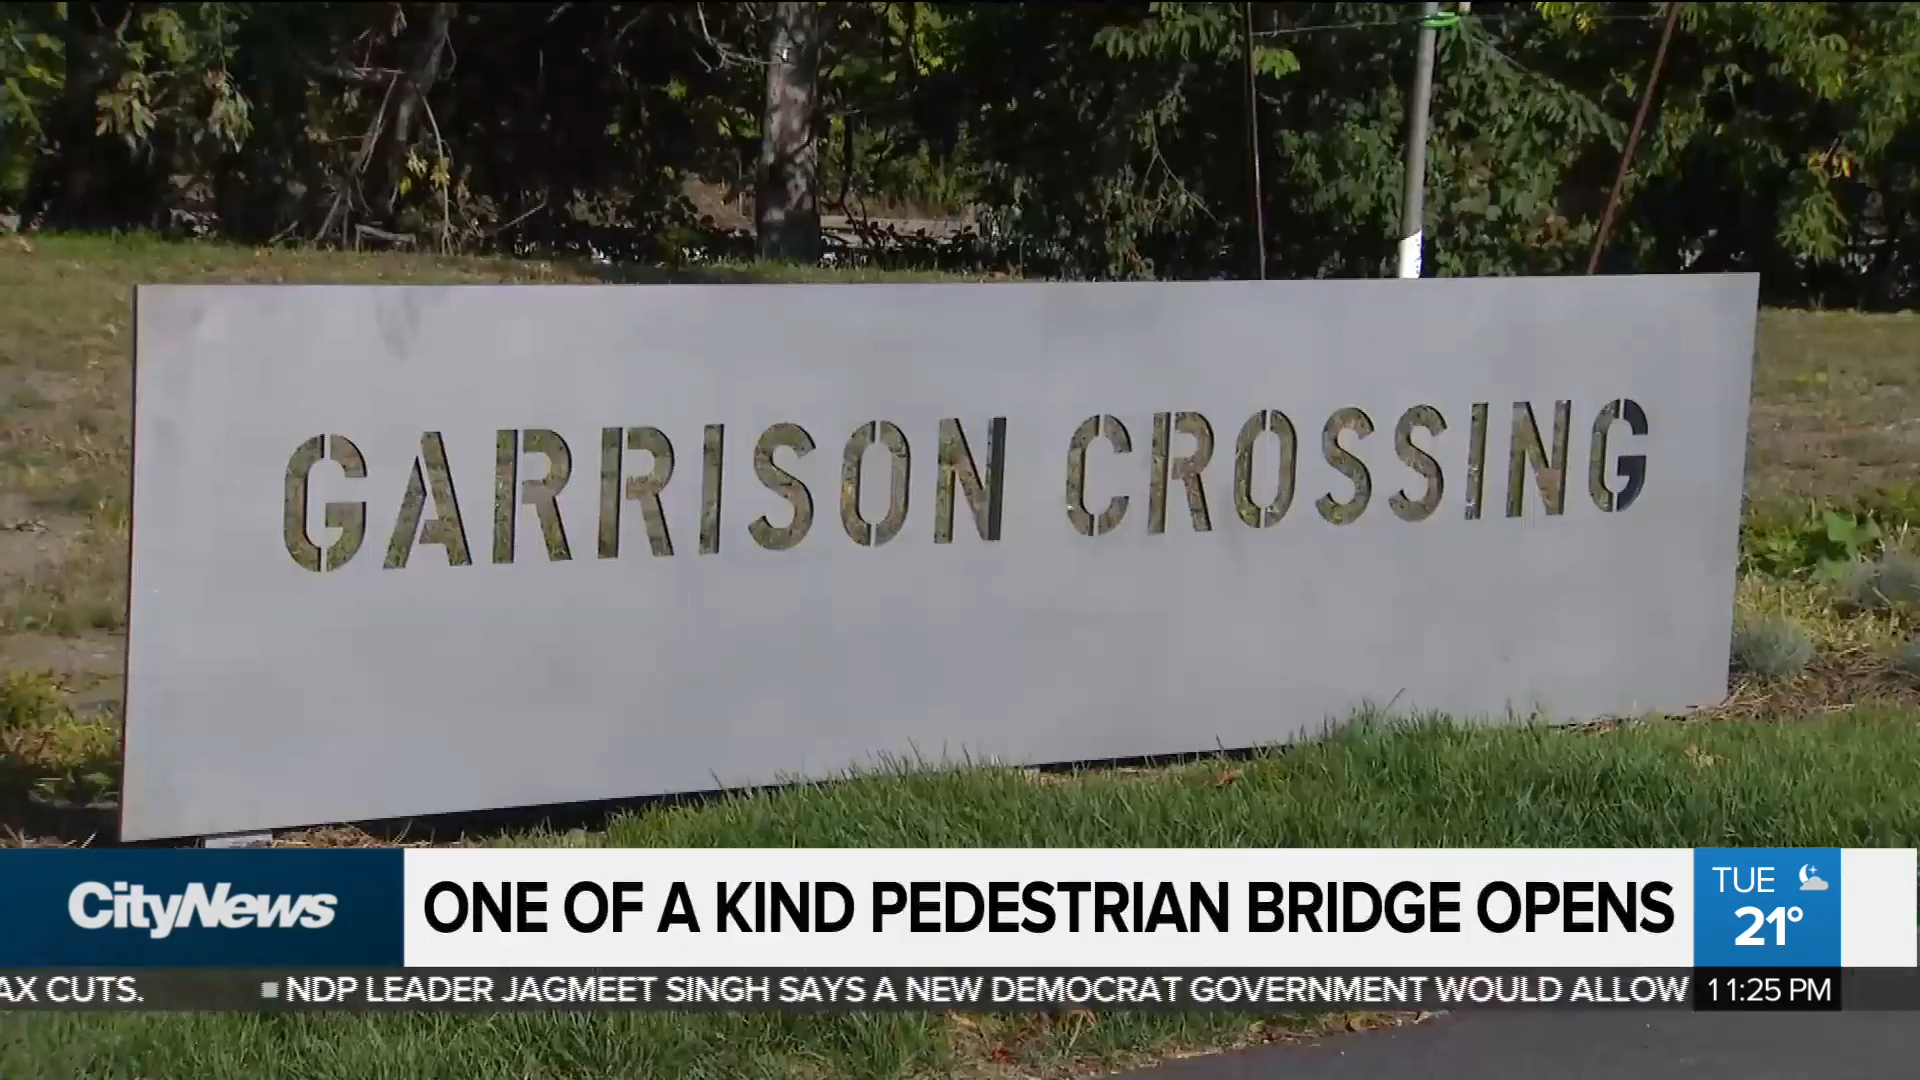 GARRISON CROSSING
CityNews
ONE OF A KIND PEDESTRIAN BRIDGE OPENS
TUE
21°
AX CUTS. NDP LEADER JAGMEET SINGH SAYS A NEW DEMOCRAT GOVERNMENT WOULD ALLOW
11:25 PM